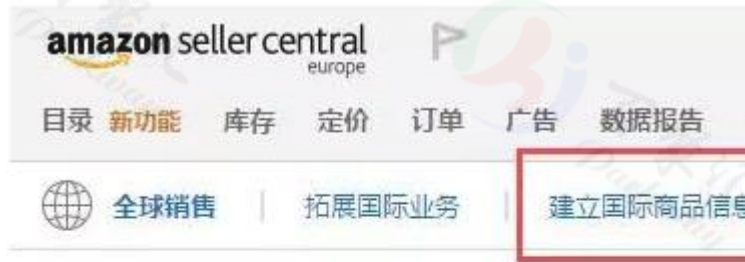 amazon seller central
europe
目录 新功能 库存 定价 订单 广告 数据报告
全球销售 | 拓展国际业务 | 建立国际商品信息